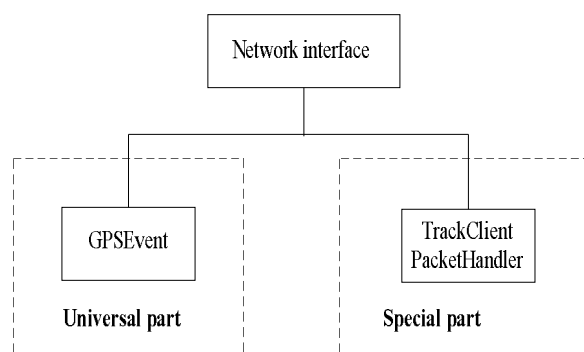 Network interface
GPSEvent
TrackClient
PacketHandler
Universal part
Special part